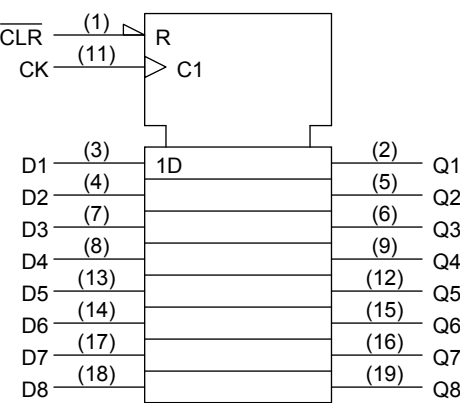 CLR (1) R
CK (11) C1
D1 (3) 1D (2) Q1
D2 (4) (5) Q2
D3 (7) (6) Q3
D4 (8) (9) Q4
D5 (13) (12) Q5
D6 (14) (15) Q6
D7 (17) (16) Q7
D8 (18) (19) Q8